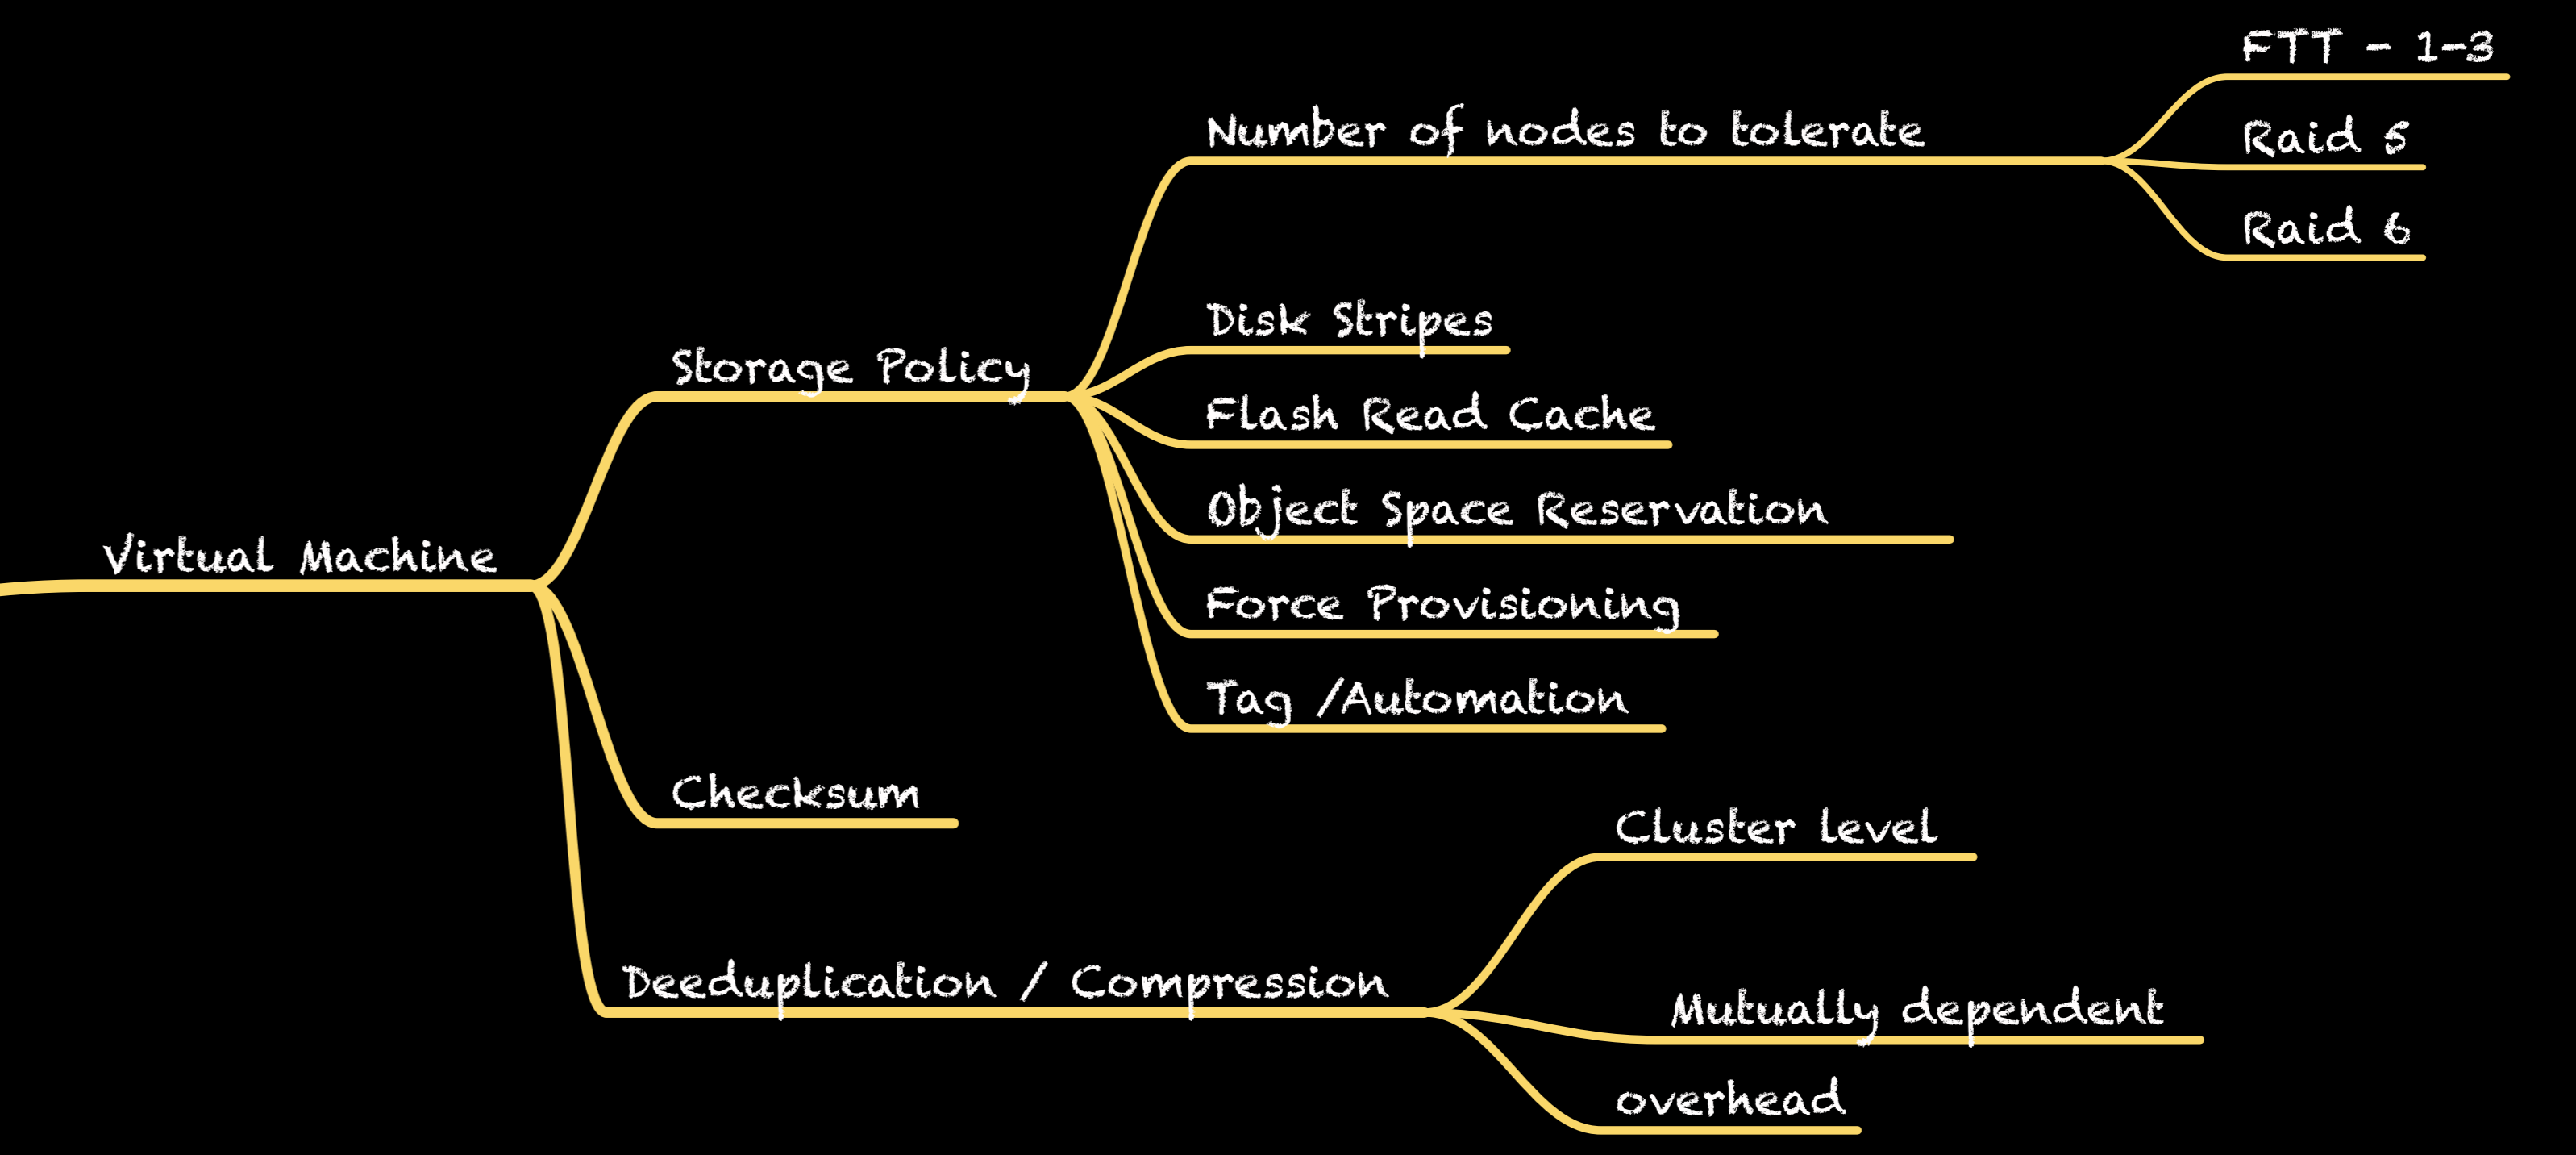 FTT - 1-3
Number of nodes to tolerate
Raid 5
Raid 6
Disk Stripes
Storage Policy
Flash Read Cache
Object Space Reservation
Virtual Machine
Force Provisioning
Tag /Automation
Checksum
Cluster level
Deeduplication / Compression
Mutually dependent
overhead